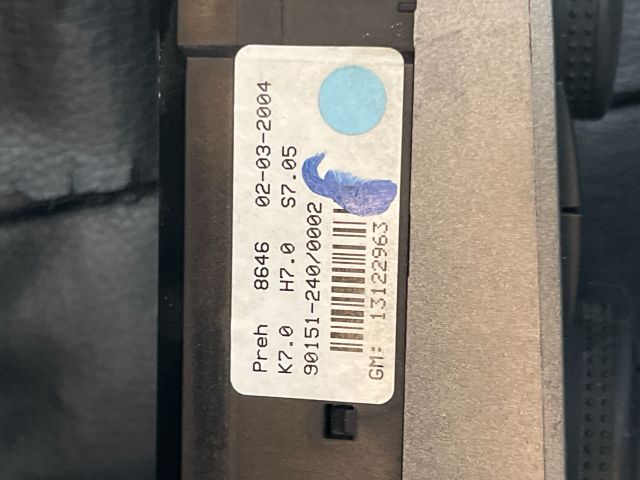 Preh 8646 02-03-2004
K7.0 H7.0 S7.05
90151-240/0002
GM: 13122963